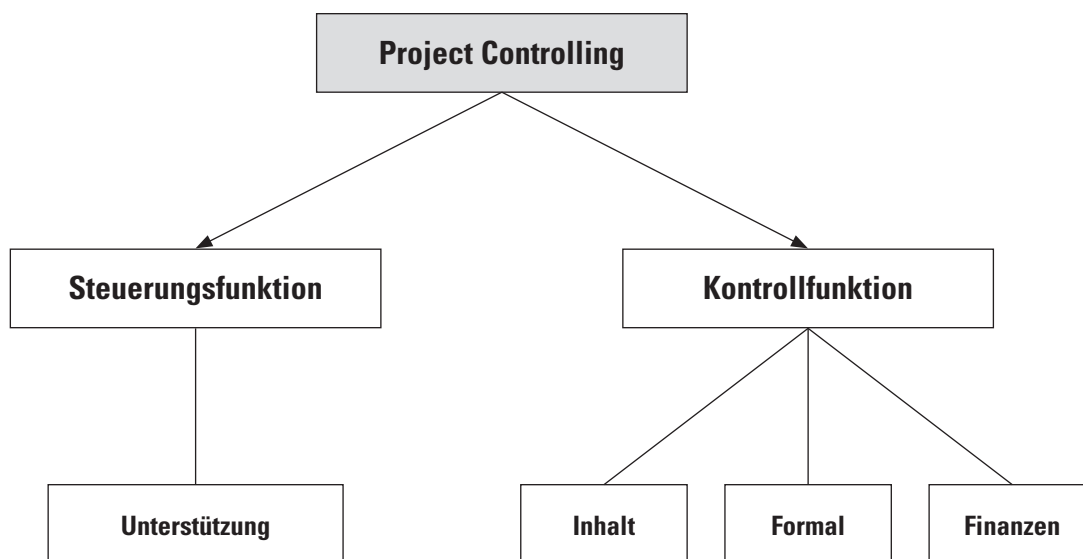 Project Controlling
Steuerungsfunktion
Kontrollfunktion
Unterstützung
Inhalt
Formal
Finanzen